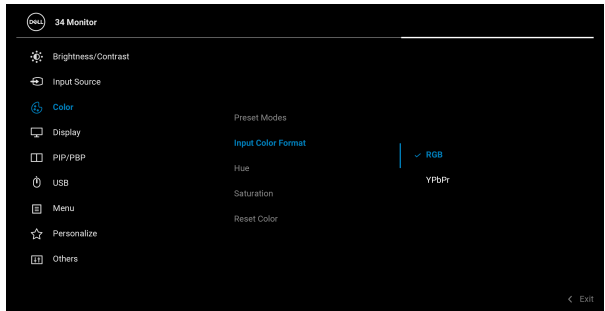 DELL 34 Monitor
Brightness/Contrast
Input Source
Color
Display
PIP/PBP
USB
Menu
Personalize
Others
Preset Modes
Input Color Format
Hue
Saturation
Reset Color
RGB
YPbPr
Exit